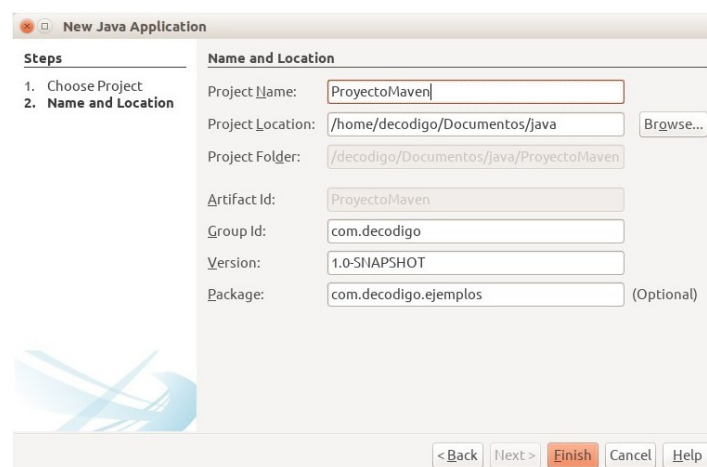 New Java Application
Steps
1. Choose Project
2. Name and Location
Name and Location
Project Name: ProyectoMaven
Project Location: /home/decodigo/Documentos/java Browse...
Project Folder: /decodigo/Documentos/java/ProyectoMaven
Artifact Id: ProyectoMaven
Group Id: com.decodigo
Version: 1.0-SNAPSHOT
Package: com.decodigo.ejemplos (Optional)
< Back Next > Finish Cancel Help